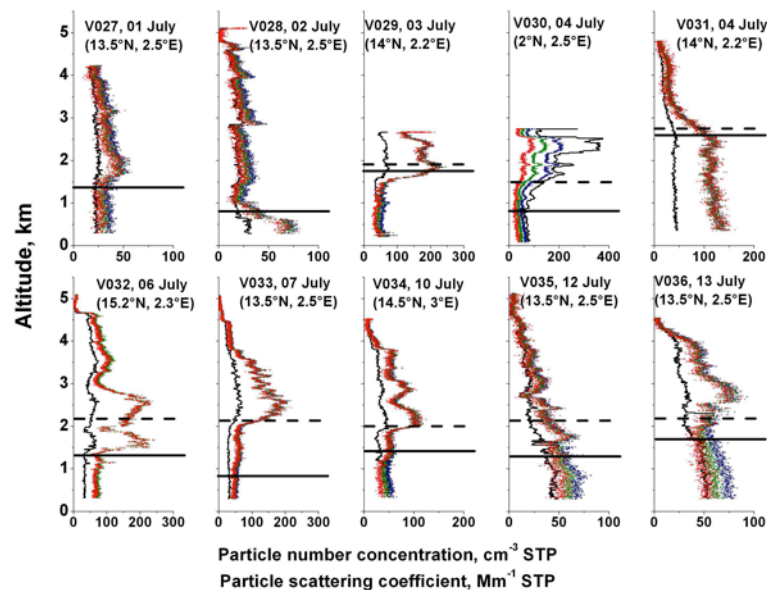 V027, 01 July
(13.5°N, 2.5°E)
V028, 02 July
(13.5°N, 2.5°E)
V029, 03 July
(14°N, 2.2°E)
V030, 04 July
(2°N, 2.5°E)
V031, 04 July
(14°N, 2.2°E)
5
4
3
2
1
0
0 50 100
0 50 100
0 100 200 300
0 100 200 300 400
0 50 100 150 200
V032, 06 July
(15.2°N, 2.3°E)
V033, 07 July
(13.5°N, 2.5°E)
V034, 10 July
(14.5°N, 3°E)
V035, 12 July
(13.5°N, 2.5°E)
V036, 13 July
(13.5°N, 2.5°E)
5
4
3
2
1
0
0 100 200 300
0 100 200 300
0 100 200
0 50 100
0 50 100
Altitude, km
Particle number concentration, cm⁻³ STP
Particle scattering coefficient, Mm⁻¹ STP